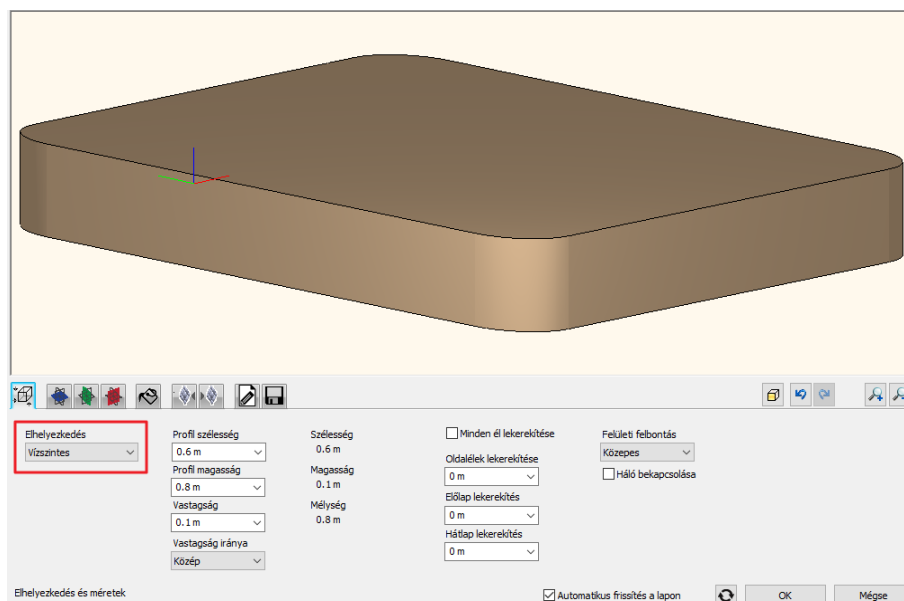 Elhelyezkedés
Vízszintes
Profil szélesség
0.6 m
Profil magasság
0.8 m
Vastagság
0.1 m
Vastagság iránya
Közép
Szélesség
0.6 m
Magasság
0.1 m
Mélység
0.8 m
Minden él lekerekítése
Oldalélek lekerekítése
0 m
Előlap lekerekítés
0 m
Hátlap lekerekítés
0 m
Felületi felbontás
Közepes
Háló bekapcsolása
Elhelyezkedés és méretek
Automatikus frissítés a lapon
OK
Mégse